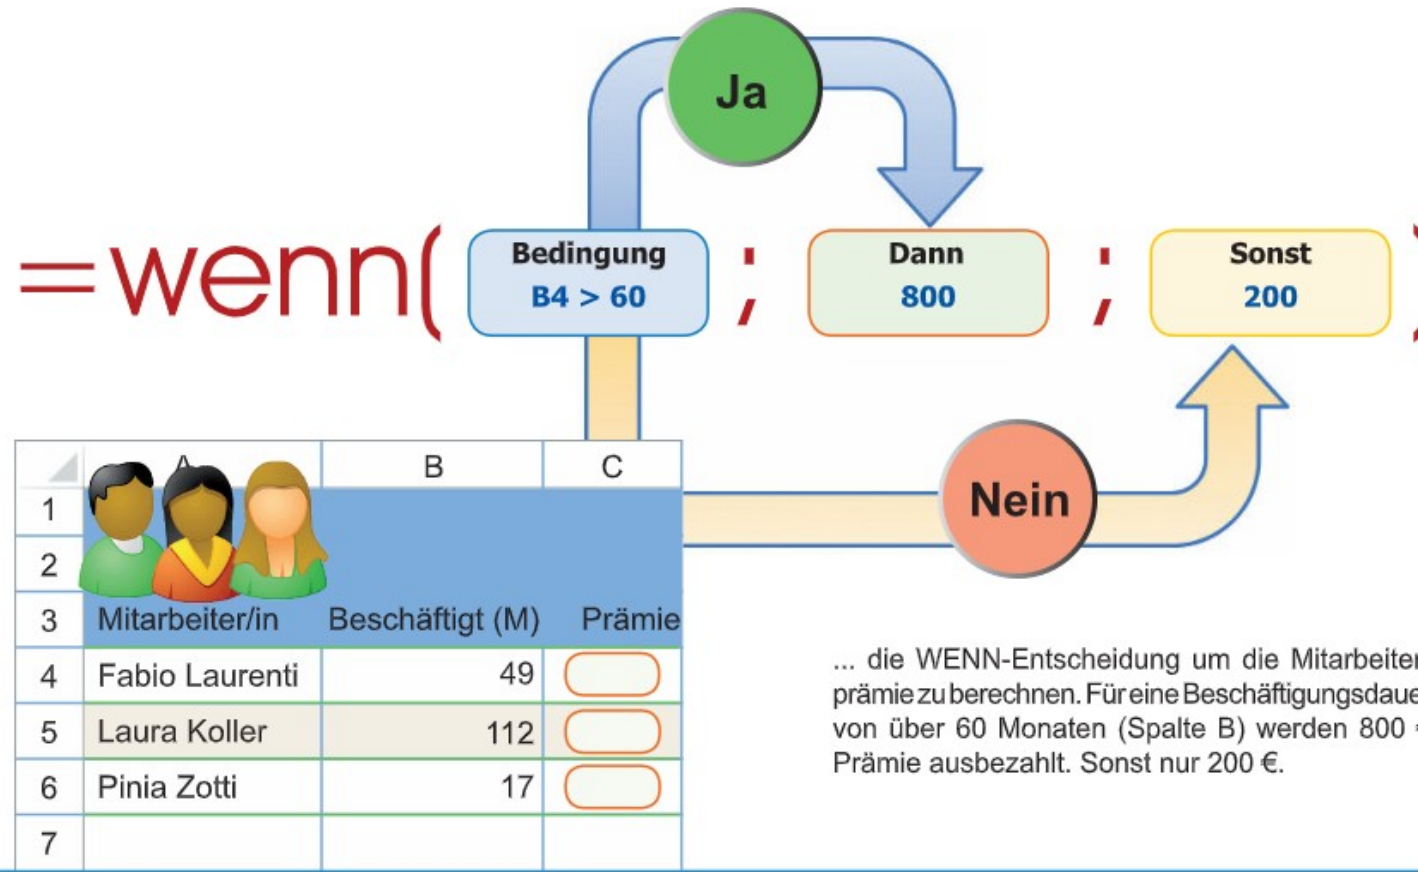 Ja
=wenn( Bedingung ; Dann ; Sonst )
B4 > 60 800 200
Nein
A B C
1
2
3 Mitarbeiter/in Beschäftigt (M) Prämie
4 Fabio Laurenti 49
5 Laura Koller 112
6 Pinia Zotti 17
7
... die WENN-Entscheidung um die Mitarbeiter
prämie zu berechnen. Für eine Beschäftigungsdaue
von über 60 Monaten (Spalte B) werden 800
Prämie ausbezahlt. Sonst nur 200 €.